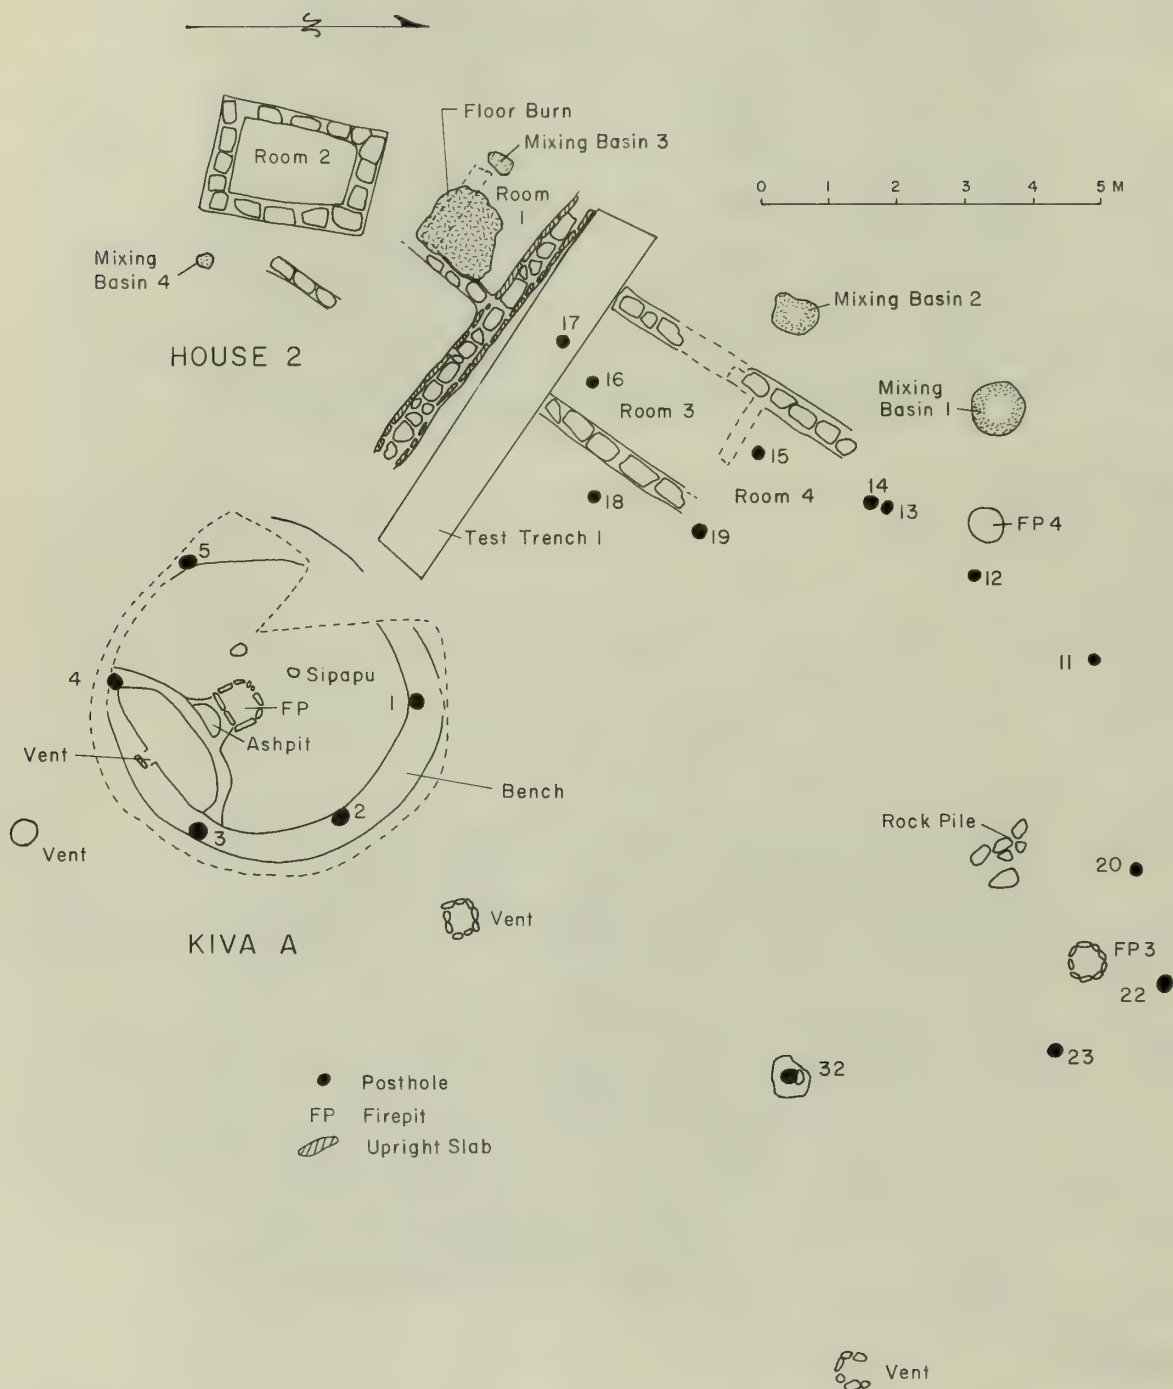 Floor Burn
Mixing Basin 3
Room 2
Room
1
0 1 2 3 4 5 M
Mixing
Basin 4
Mixing Basin 2
17
HOUSE 2
16
Room 3
Mixing
Basin 1
15
14
13
18
Room 4
19
FP 4
Test Trench 1
5
12
11
4
Sipapu
FP
1
Ashpit
Vent
Bench
2
3
Vent
Rock Pile
20
Vent
KIVA A
FP 3
22
23
32
Posthole
FP Firepit
Upright Slab
Vent